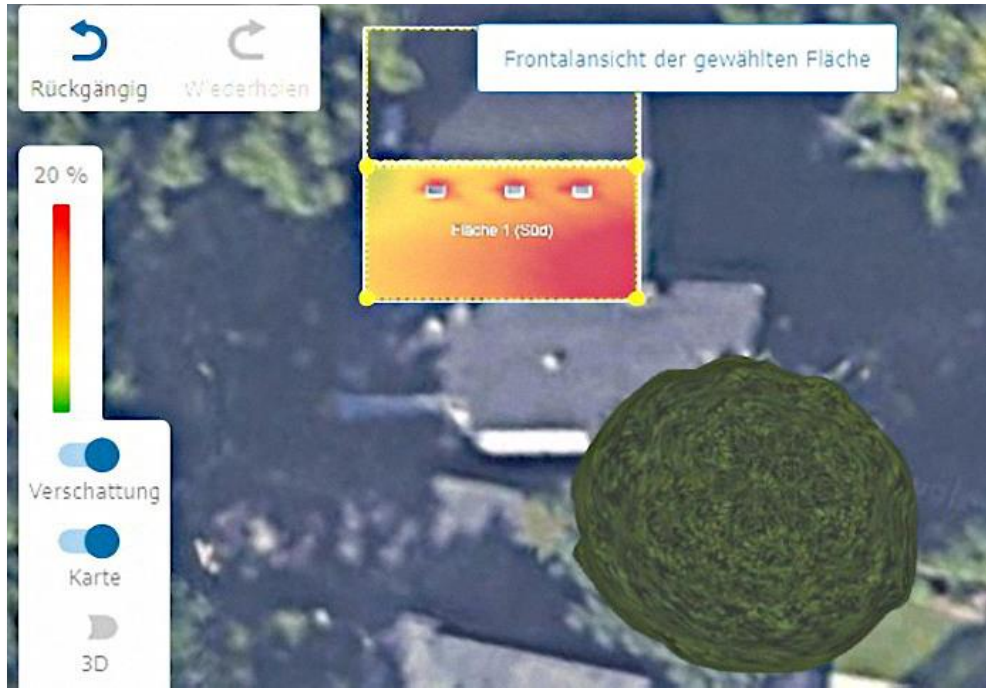 Rückgängig
Wiederholen
Frontalansicht der gewählten Fläche
20 %
Fläche 1 (Süd)
Verschattung
Karte
3D